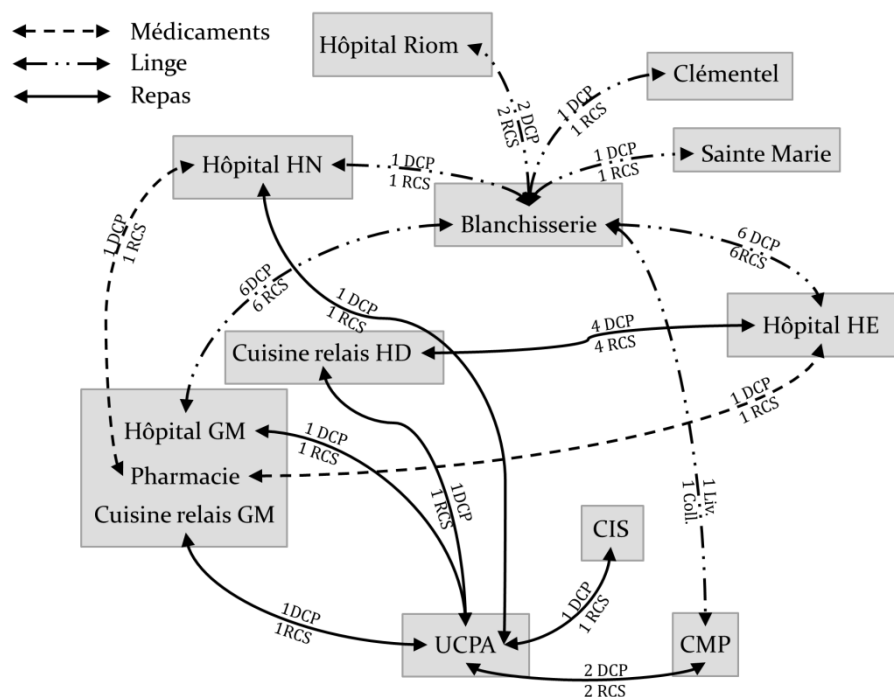 Médicaments
Linge
Repas
Hôpital Riom
Clémentel
2 DCP
2 RCS
1 DCP
1 RCS
Hôpital HN
1 DCP
1 RCS
1 DCP
1 RCS
Sainte Marie
Blanchisserie
1 DCP
1 RCS
6DCP
6 RCS
6 DCP
6RCS
1 DCP
1 RCS
4 DCP
4 RCS
Hôpital HE
Cuisine relais HD
1 DCP
1 RCS
Hôpital GM
1 DCP
1 RCS
Pharmacie
1DCP
1 RCS
1 Liv.
1 Coll.
Cuisine relais GM
CIS
1DCP
1RCS
1 DCP
1 RCS
UCPA
CMP
2 DCP
2 RCS